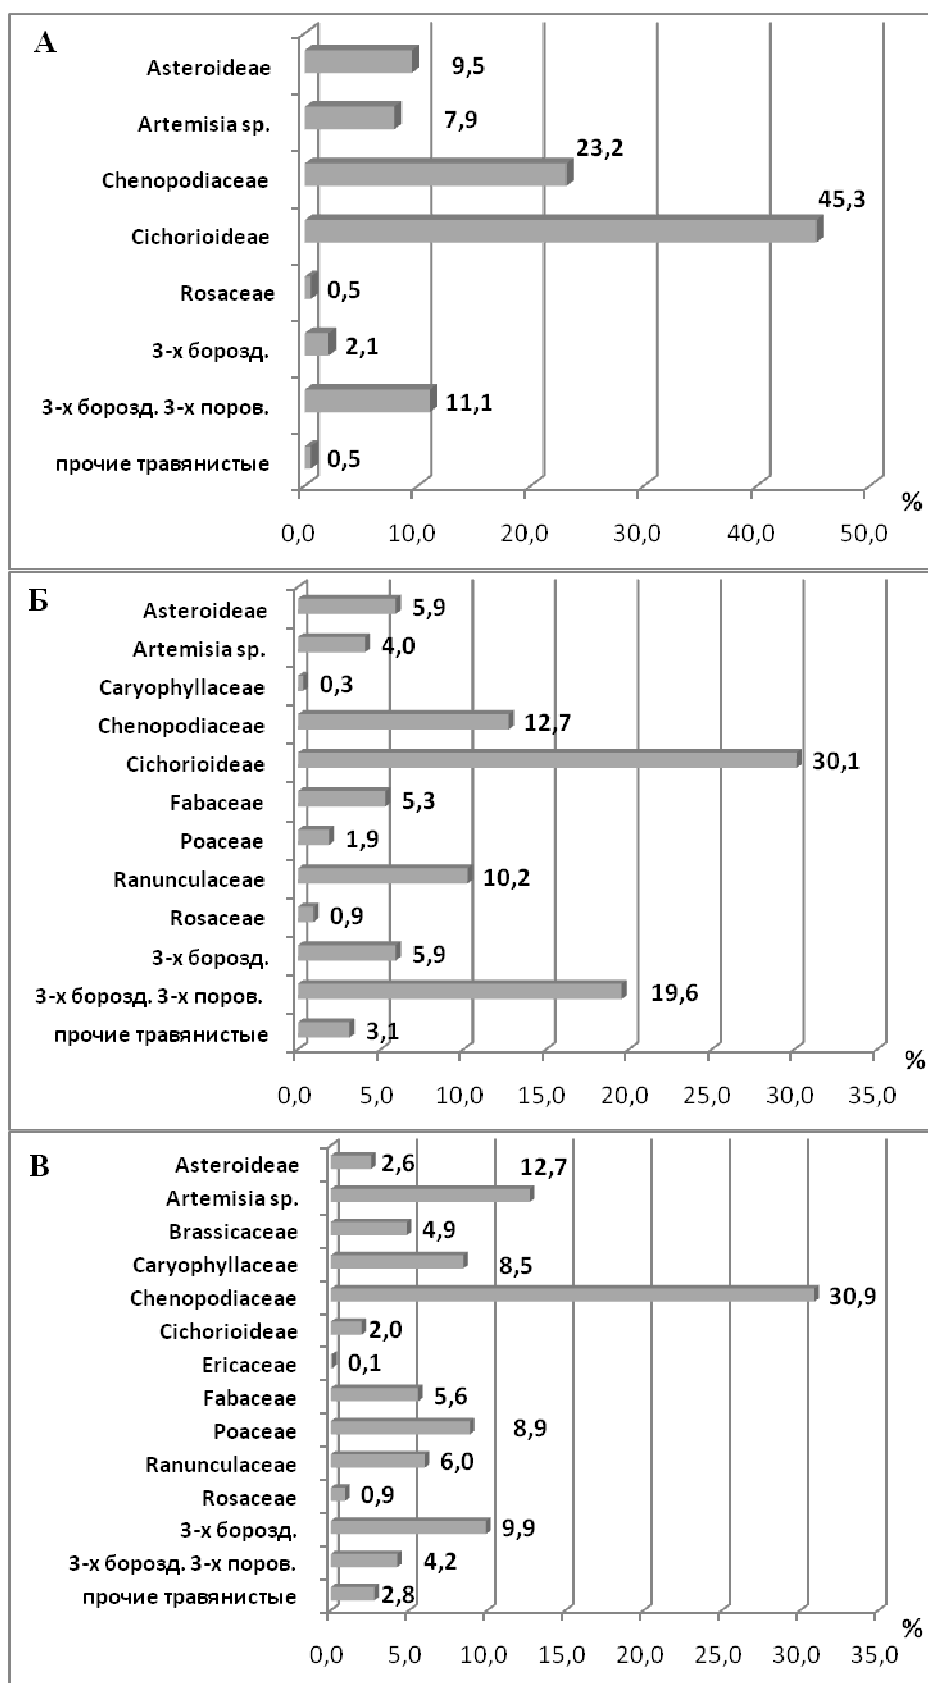 А
Asteroideae 9,5
Artemisia sp. 7,9
Chenopodiaceae 23,2
Cichorioideae 45,3
Rosaceae 0,5
3-х борозд. 2,1
3-х борозд. 3-х поров. 11,1
прочие травянистые 0,5
%
0,0 10,0 20,0 30,0 40,0 50,0
Б
Asteroideae 5,9
Artemisia sp. 4,0
Caryophyllaceae 0,3
Chenopodiaceae 12,7
Cichorioideae 30,1
Fabaceae 5,3
Poaceae 1,9
Ranunculaceae 10,2
Rosaceae 0,9
3-х борозд. 5,9
3-х борозд. 3-х поров. 19,6
прочие травянистые 3,1
%
0,0 5,0 10,0 15,0 20,0 25,0 30,0 35,0
В
Asteroideae 2,6
Artemisia sp. 12,7
Brassicaceae 4,9
Caryophyllaceae 8,5
Chenopodiaceae 30,9
Cichorioideae 2,0
Ericaceae 0,1
Fabaceae 5,6
Poaceae 8,9
Ranunculaceae 6,0
Rosaceae 0,9
3-х борозд. 9,9
3-х борозд. 3-х поров. 4,2
прочие травянистые 2,8
%
0,0 5,0 10,0 15,0 20,0 25,0 30,0 35,0